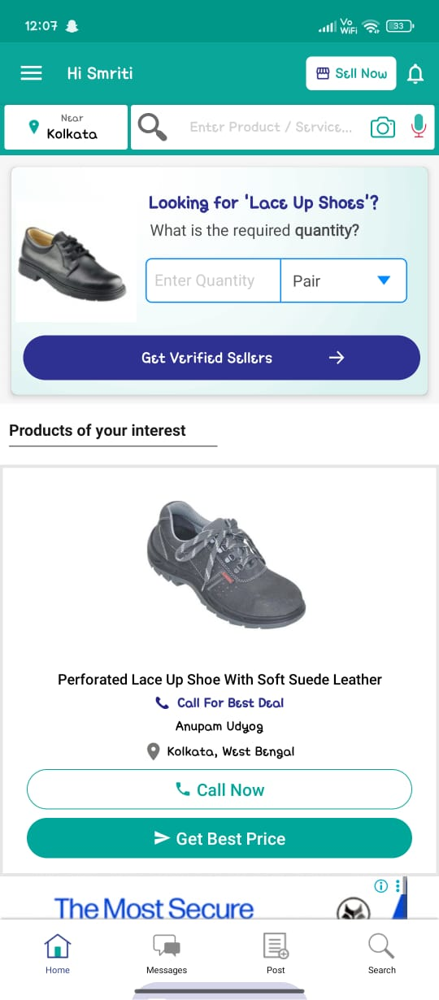 12:07
Vo
WiFi
33
Hi Smriti
Sell Now
Near
Kolkata
Enter Product / Service...
Looking for 'Lace Up Shoes'?
What is the required quantity?
Enter Quantity
Pair
Get Verified Sellers
Products of your interest
Perforated Lace Up Shoe With Soft Suede Leather
Call For Best Deal
Anupam Udyog
Kolkata, West Bengal
Call Now
Get Best Price
The Most Secure
Home
Messages
Post
Search